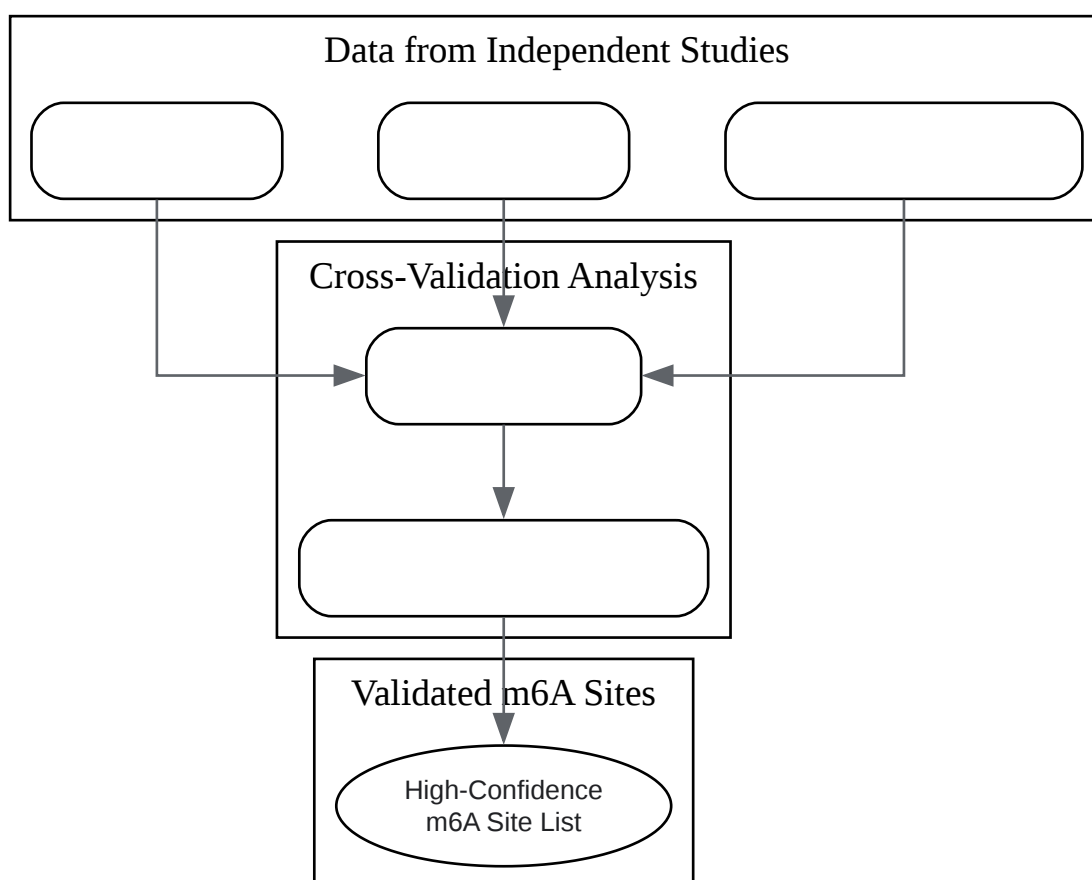 Data from Independent Studies
Cross-Validation Analysis
Validated m6A Sites
High-Confidence
m6A Site List